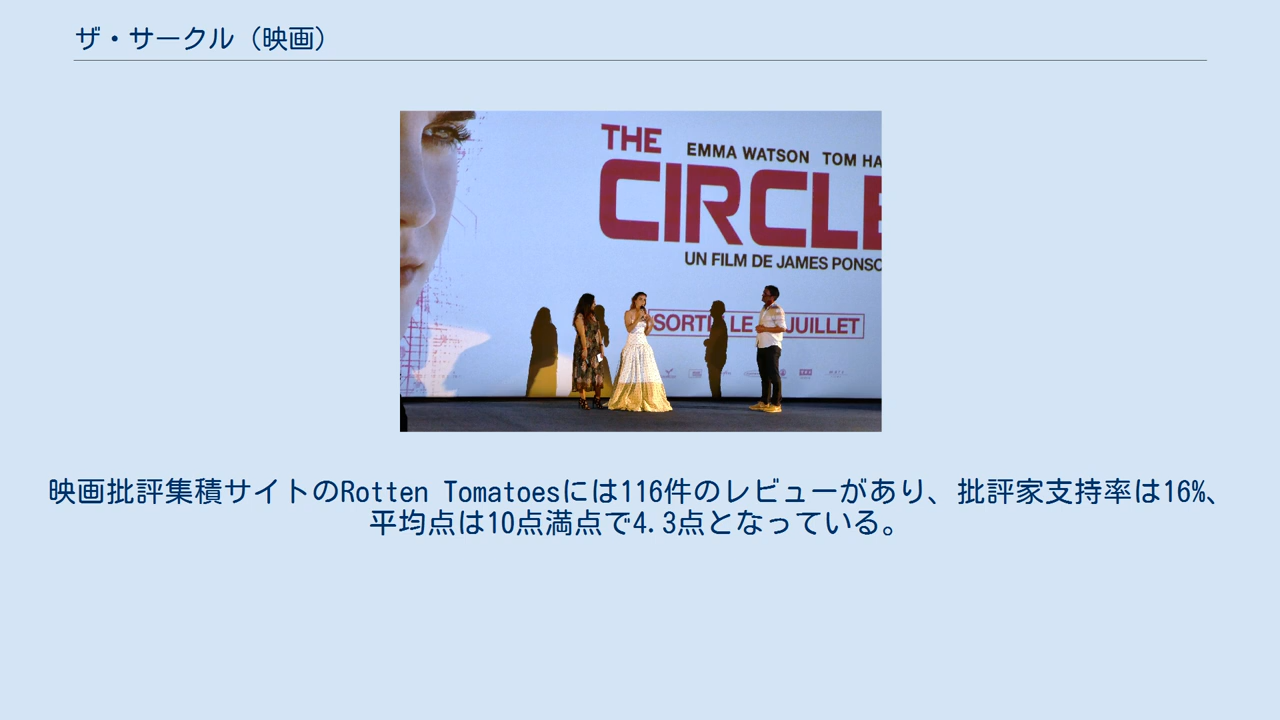 ザ・サークル（映画）
THE
EMMA WATSON TOM HA
CIRCLE
UN FILM DE JAMES PONSO
SORTIE LE JUILLET
映画批評集積サイトのRotten Tomatoesには116件のレビューがあり、批評家支持率は16%、
平均点は10点満点で4.3点となっている。